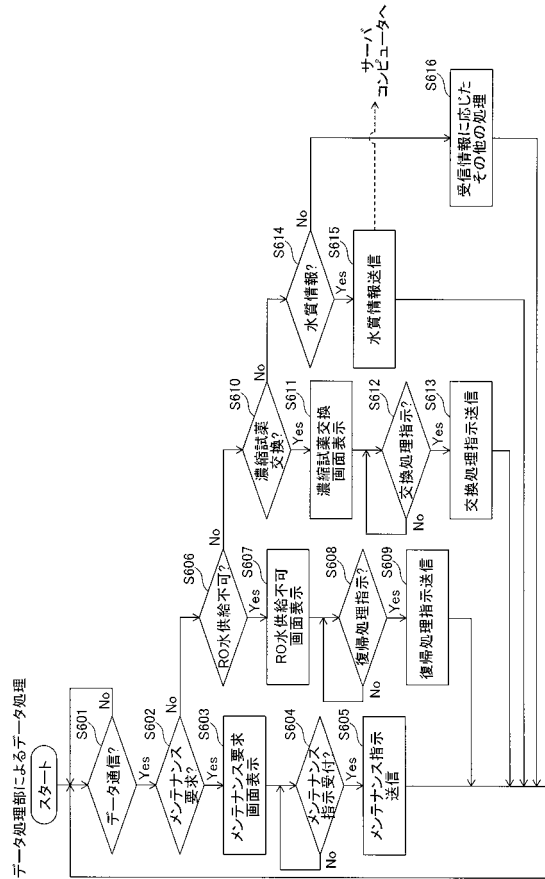 データ処理部によるデータ処理
スタート
S601
データ通信?
No
Yes
S602
メンテナンス
要求?
No
Yes
S603
メンテナンス要求
画面表示
S604
メンテナンス
指示受付?
No
Yes
S605
メンテナンス指示
送信
S606
RO水供給不可?
No
Yes
S607
RO水供給不可
画面表示
S608
復帰処理指示?
No
Yes
S609
復帰処理指示送信
S610
濃縮試薬
交換?
No
Yes
S611
濃縮試薬交換
画面表示
S612
交換処理指示?
No
Yes
S613
交換処理指示送信
S614
水質情報?
No
Yes
S615
水質情報送信
サーバ
コンピュータへ
S616
受信情報に応じた
その他の処理